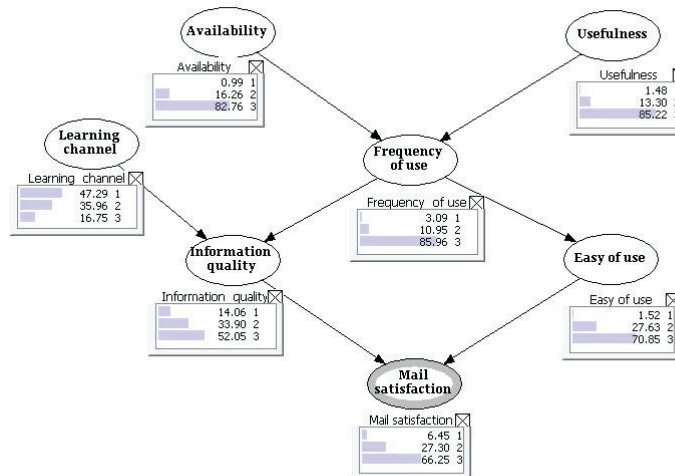 Availability
Availability
0.99 1
16.26 2
82.76 3
Usefulness
Usefulness
1.48
13.30 2
85.22
Learning
channel
Learning channel
47.29 1
35.96 2
16.75 3
Frequency
of use
Frequency of use
3.09 1
10.95 2
85.96 3
Information
quality
Information quality
14.06 1
33.90 2
52.05 3
Easy of use
Easy of use
1.52 1
27.63 2
70.85 3
Mail
satisfaction
Mail satisfaction
6.45 1
27.30 2
66.25 3